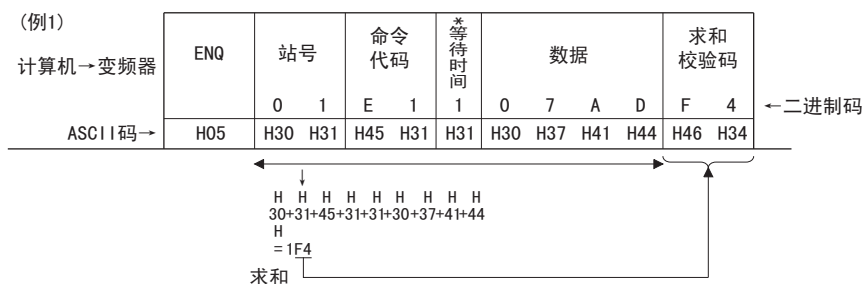 (例1)
计算机→变频器
ENQ
站号
命令
代码
*等待时间
数据
求和
校验码
0 1 E 1 1 0 7 A D F 4 ←二进制码
ASCII码→ H05 H30 H31 H45 H31 H31 H30 H37 H41 H44 H46 H34
H H H H H H H H H
30+31+45+31+31+30+37+41+44
H
=1F4
求和